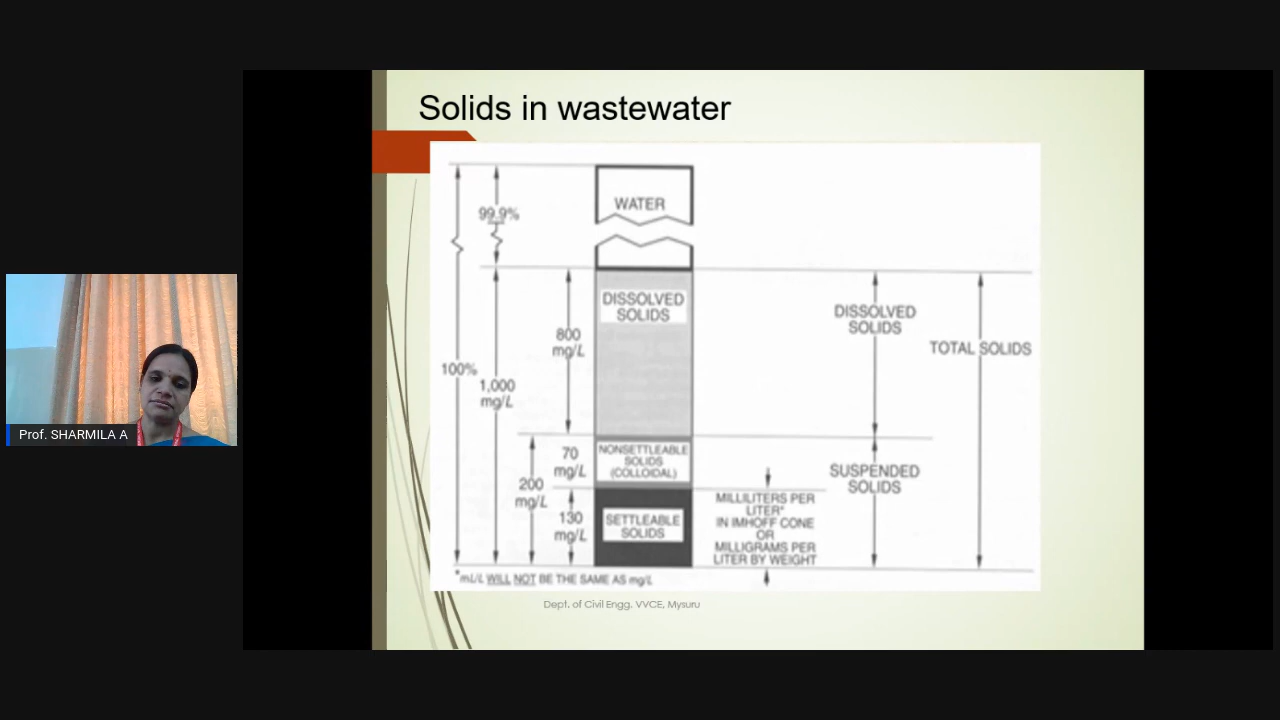 Solids in wastewater
WATER
99.9%
DISSOLVED
SOLIDS
800
mg/L
DISSOLVED
SOLIDS
TOTAL SOLIDS
100%
1,000
mg/L
70
mg/L
NONSETTLEABLE
SOLIDS
(COLLOIDAL)
200
mg/L
SUSPENDED
SOLIDS
130
mg/L
SETTLEABLE
SOLIDS
MILLILITERS PER
LITER*
IN IMHOFF CONE
OR
MILLIGRAMS PER
LITER BY WEIGHT
*mL/L WILL NOT BE THE SAME AS mg/L
Dept. of Civil Engg. VVCE, Mysuru
Prof. SHARMILA A